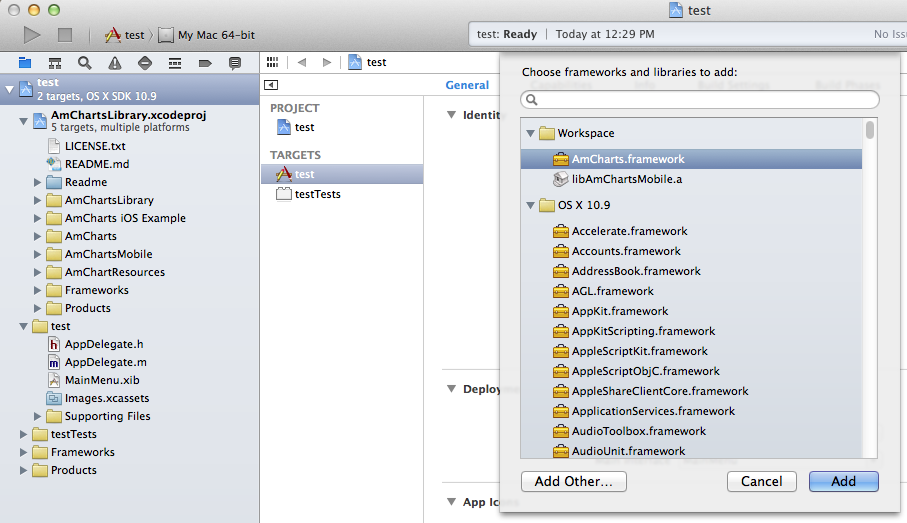 test
test
My Mac 64-bit
test: Ready
Today at 12:29 PM
No Iss
test
2 targets, OS X SDK 10.9
AmChartsLibrary.xcodeproj
5 targets, multiple platforms
LICENSE.txt
README.md
Readme
AmChartsLibrary
AmCharts iOS Example
AmCharts
AmChartsMobile
AmChartResources
Frameworks
Products
test
AppDelegate.h
AppDelegate.m
MainMenu.xib
Images.xcassets
Supporting Files
testTests
Frameworks
Products
test
PROJECT
test
TARGETS
test
testTests
General
Identit
Deployme
App Ico
Choose frameworks and libraries to add:
Workspace
AmCharts.framework
libAmChartsMobile.a
OS X 10.9
Accelerate.framework
Accounts.framework
AddressBook.framework
AGL.framework
AppKit.framework
AppKitScripting.framework
AppleScriptKit.framework
AppleScriptObjC.framework
AppleShareClientCore.framework
ApplicationServices.framework
AudioToolbox.framework
AudioUnit.framework
Add Other...
Cancel
Add